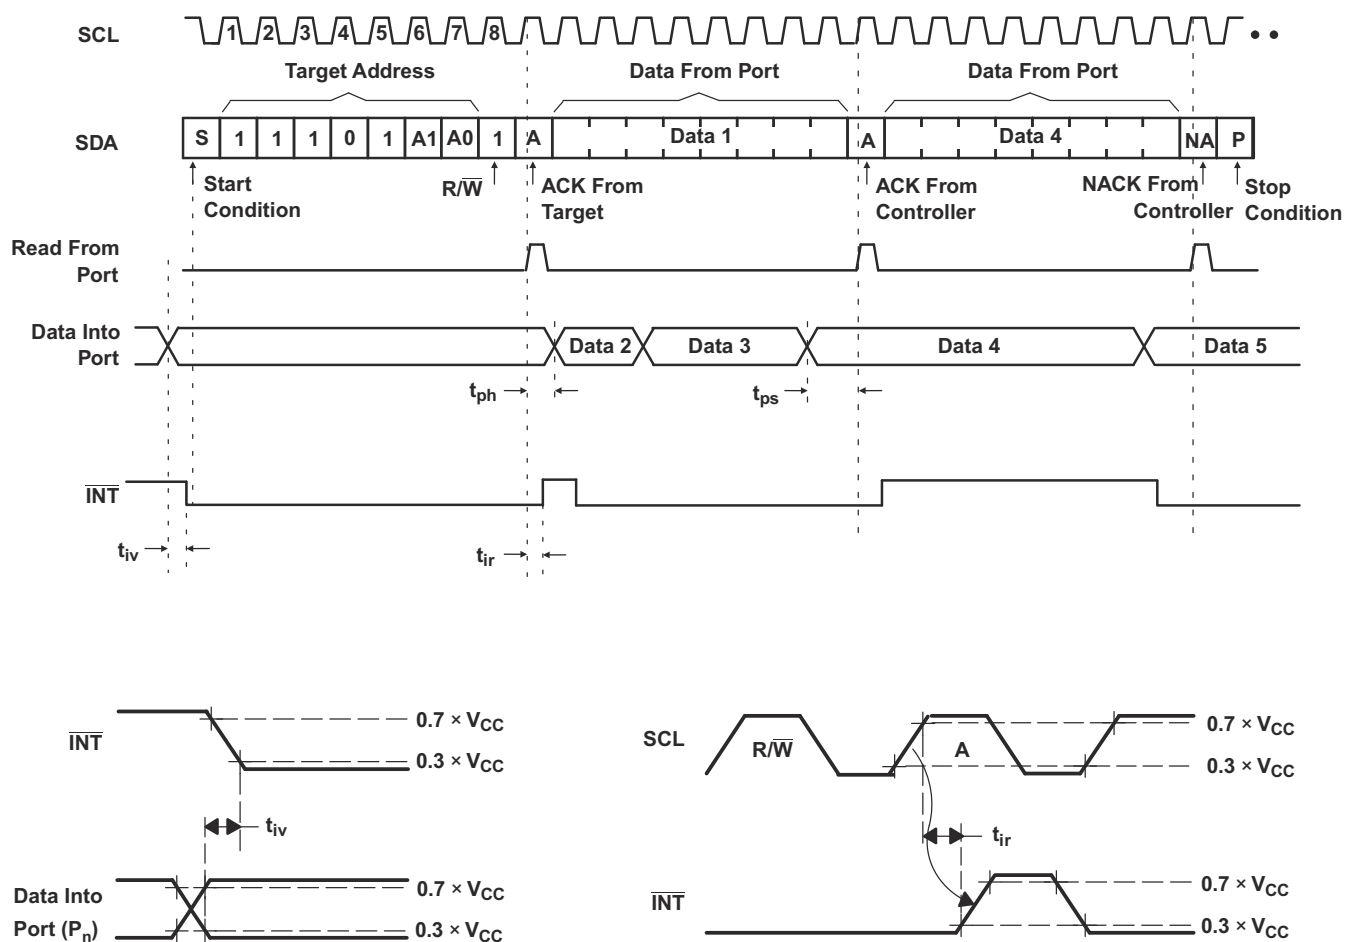 SCL 1 2 3 4 5 6 7 8
Target Address Data From Port Data From Port
SDA S 1 1 1 0 1 A1 A0 1 A Data 1 A Data 4 NA P
Start
Condition
R/W̅
ACK From
Target
ACK From
Controller
NACK From
Controller
Stop
Condition
Read From
Port
Data Into
Port
Data 2 Data 3 Data 4 Data 5
tph tps
I̅N̅T̅
tiv tir
I̅N̅T̅
0.7 × VCC
0.3 × VCC
tiv
Data Into
Port (Pn)
0.7 × VCC
0.3 × VCC
SCL R/W̅ A
0.7 × VCC
0.3 × VCC
tir
I̅N̅T̅
0.7 × VCC
0.3 × VCC